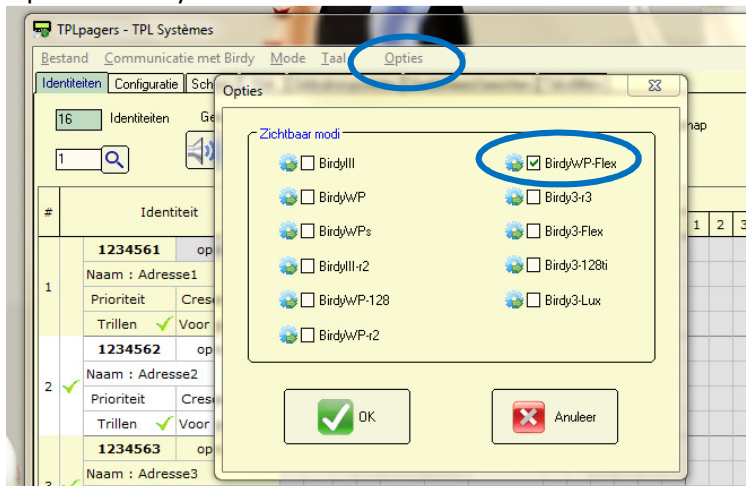 TPLpagers - TPL Systèmes
Bestand Communicatie met Birdy Mode Taal Opties
Identiteiten Configuratie
16 Identiteiten
1
# Identiteit
1 2 3
1234561
Naam : Adresse1
1
Prioriteit
Trillen Voor
1234562
Naam : Adresse2
2
Prioriteit
Trillen Voor
1234563
Naam : Adresse3
Opties
Zichtbaar modi
BirdyIII
BirdyWP-Flex
BirdyWP
Birdy3-r3
BirdyWPs
Birdy3-Flex
BirdyIII-r2
Birdy3-128ti
BirdyWP-128
Birdy3-Lux
BirdyWP-r2
OK
Anuleer